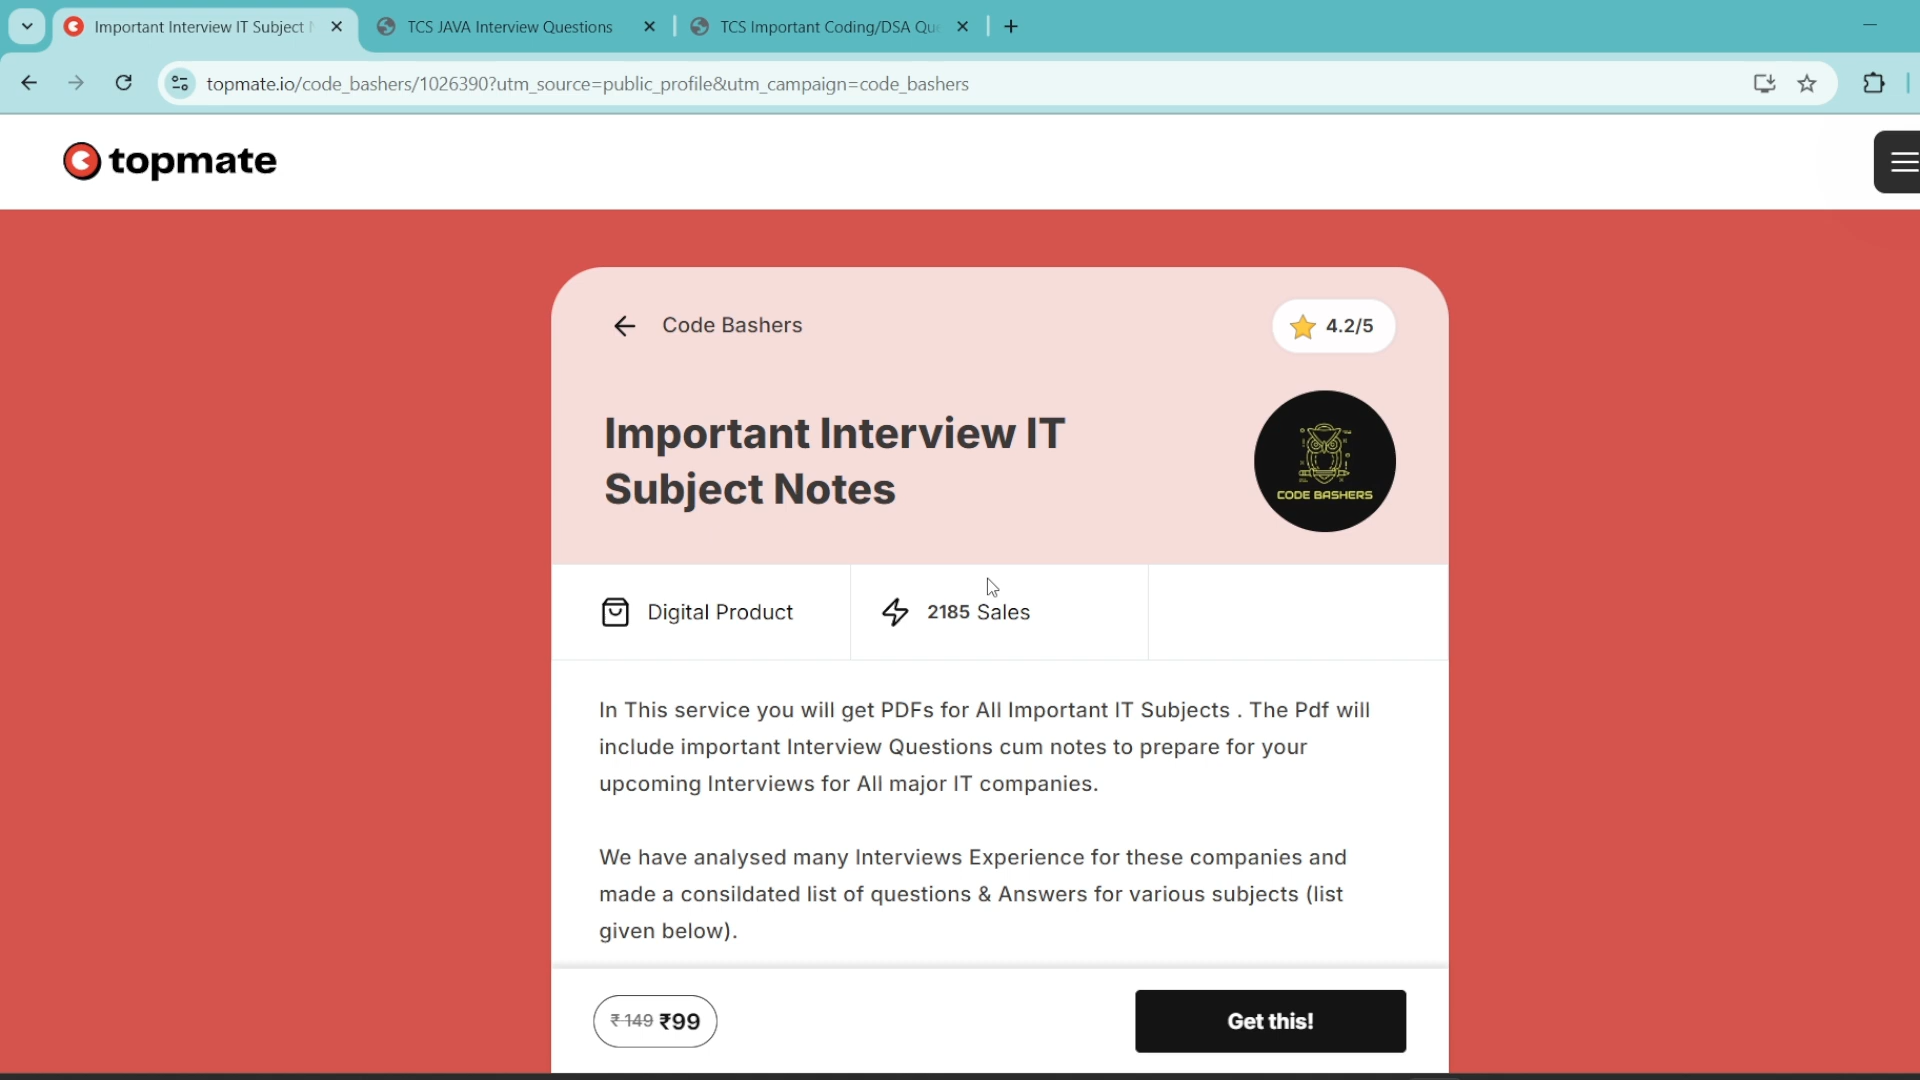 Important Interview IT Subject
TCS JAVA Interview Questions
TCS Important Coding/DSA Qu
topmate.io/code_bashers/1026390?utm_source=public_profile&utm_campaign=code_bashers
topmate
Code Bashers
4.2/5
Important Interview IT
Subject Notes
CODE BASHERS
Digital Product
2185 Sales
In This service you will get PDFs for All Important IT Subjects . The Pdf will
include important Interview Questions cum notes to prepare for your
upcoming Interviews for All major IT companies.
We have analysed many Interviews Experience for these companies and
made a consildated list of questions & Answers for various subjects (list
given below).
₹149 ₹99
Get this!